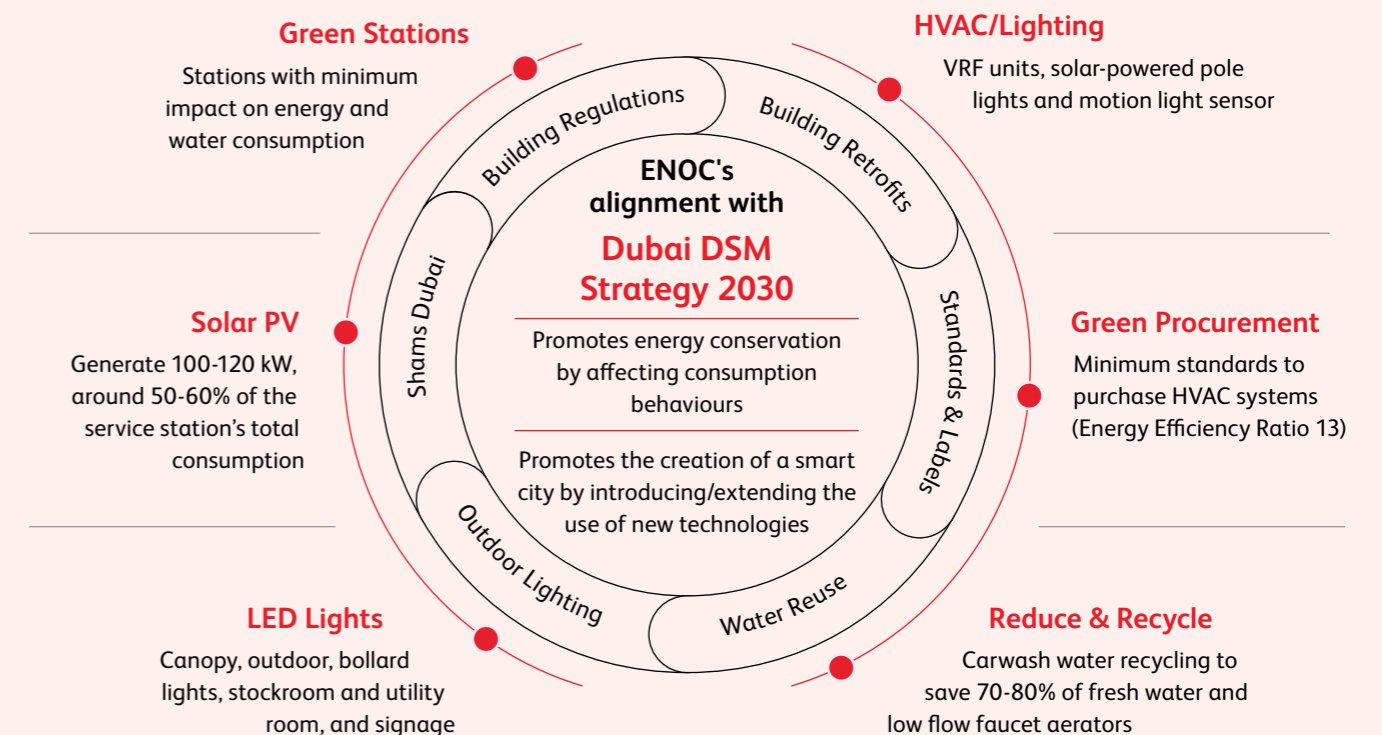 Green Stations
Stations with minimum
impact on energy and
water consumption
HVAC/Lighting
VRF units, solar-powered pole
lights and motion light sensor
Solar PV
Generate 100-120 kW,
around 50-60% of the
service station's total
consumption
Green Procurement
Minimum standards to
purchase HVAC systems
(Energy Efficiency Ratio 13)
LED Lights
Canopy, outdoor, bollard
lights, stockroom and utility
room, and signage
Reduce & Recycle
Carwash water recycling to
save 70-80% of fresh water and
low flow faucet aerators
Building Regulations
Building Retrofits
Standards & Labels
Water Reuse
Outdoor Lighting
Shams Dubai
ENOC's
alignment with
Dubai DSM
Strategy 2030
Promotes energy conservation
by affecting consumption
behaviours
Promotes the creation of a smart
city by introducing/extending the
use of new technologies